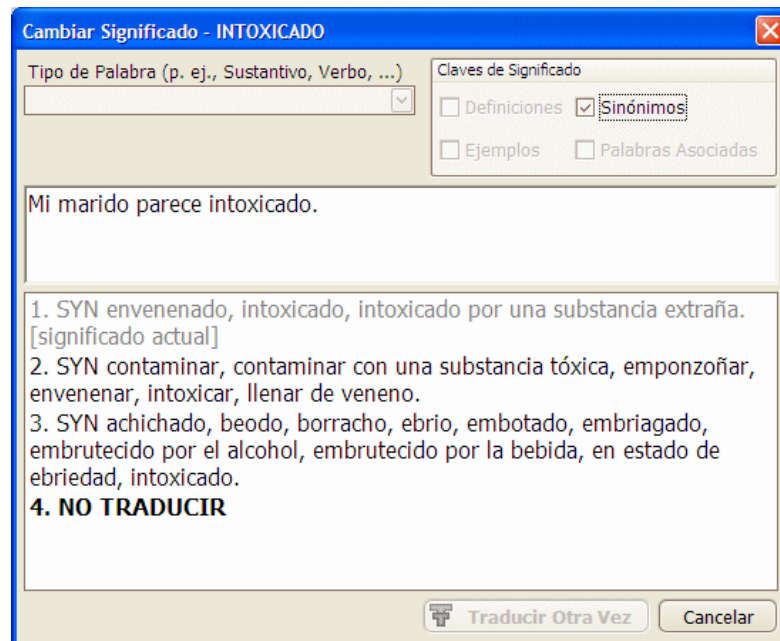 Cambiar Significado - INTOXICADO
Tipo de Palabra (p. ej., Sustantivo, Verbo, ...)
Claves de Significado
Definiciones
Sinónimos
Ejemplos
Palabras Asociadas
Mi marido parece intoxicado.
1. SYN envenenado, intoxicado, intoxicado por una substancia extraña.
[significado actual]
2. SYN contaminar, contaminar con una substancia tóxica, emponzoñar,
envenenar, intoxicar, llenar de veneno.
3. SYN achichado, beodo, borracho, ebrio, embotado, embriagado,
embrutecido por el alcohol, embrutecido por la bebida, en estado de
ebriedad, intoxicado.
4. NO TRADUCIR
Traducir Otra Vez
Cancelar